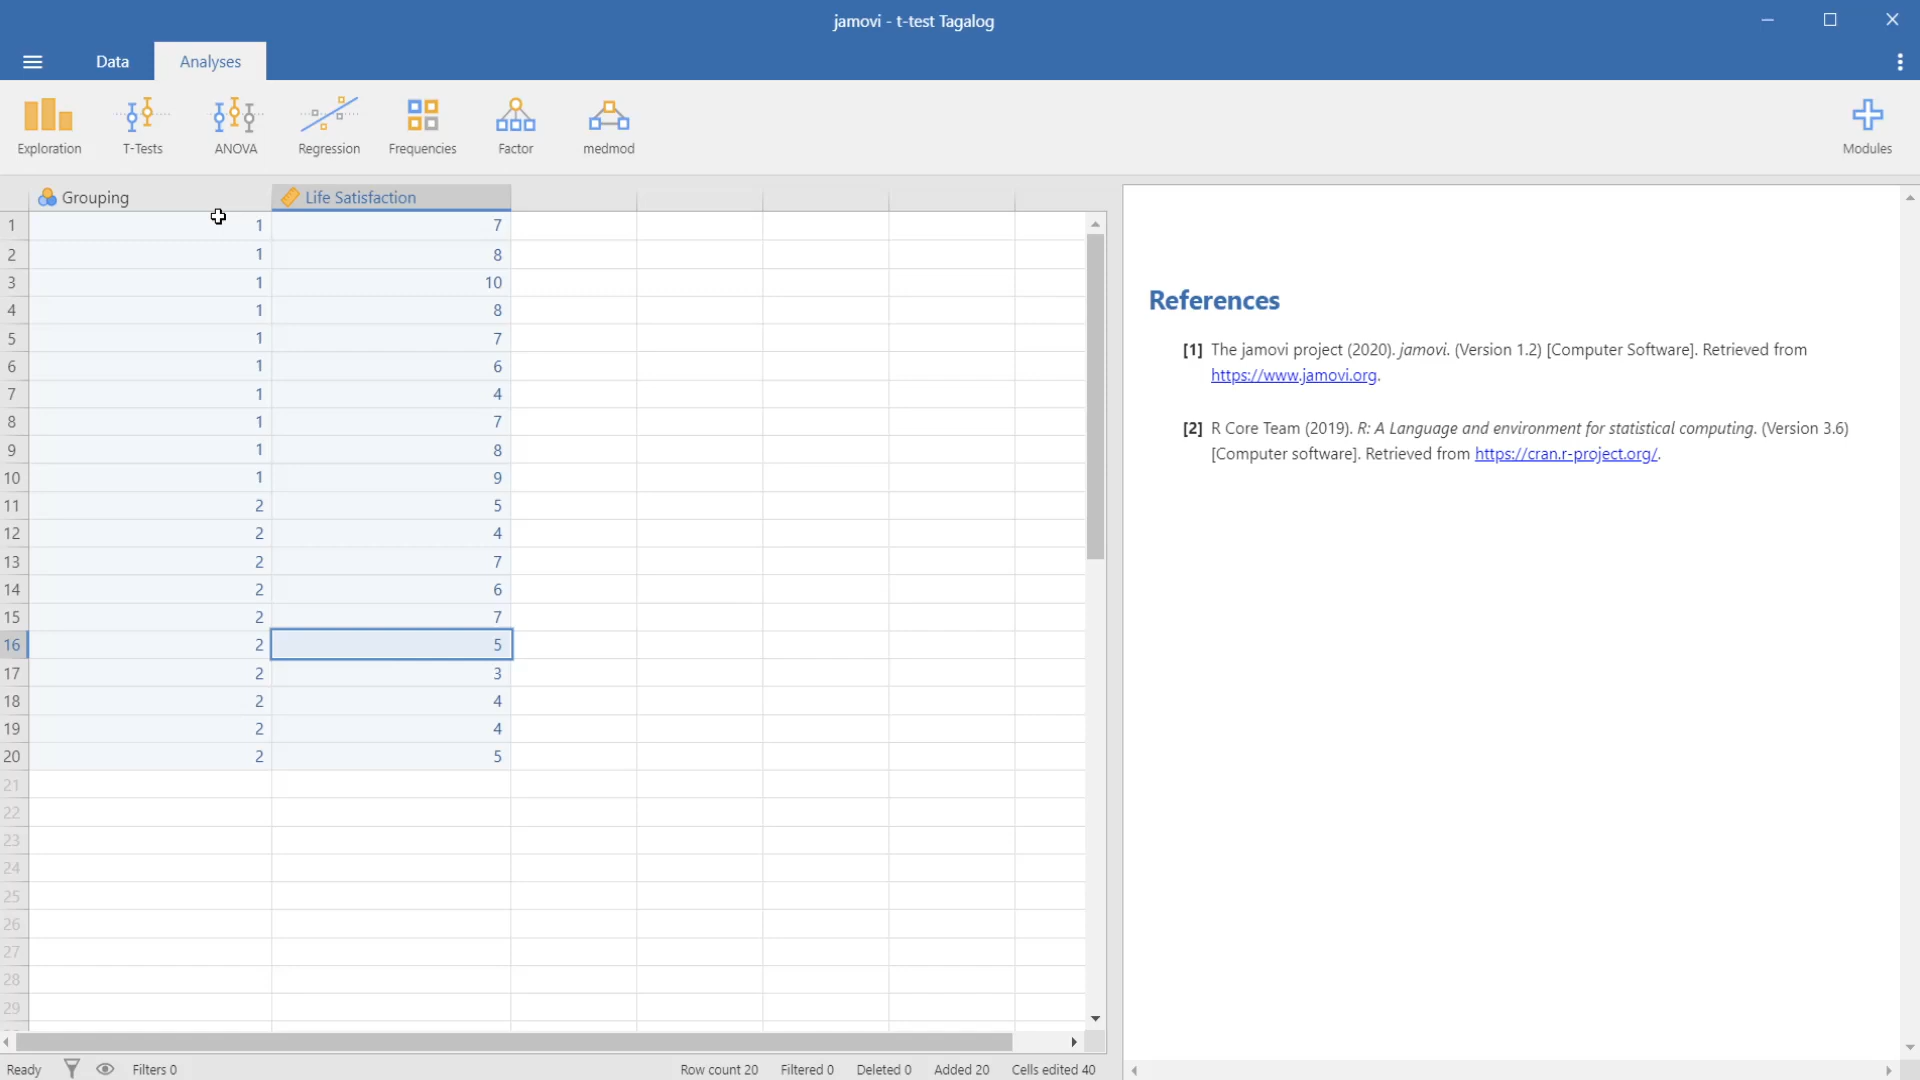 jamovi - t-test Tagalog
Data Analyses
Exploration T-Tests ANOVA Regression Frequencies Factor medmod Modules
Grouping Life Satisfaction
1 1 7
2 1 8
3 1 10
4 1 8
5 1 7
6 1 6
7 1 4
8 1 7
9 1 8
10 1 9
11 2 5
12 2 4
13 2 7
14 2 6
15 2 7
16 2 5
17 2 3
18 2 4
19 2 4
20 2 5
21
22
23
24
25
26
27
28
29
Ready Filters 0 Row count 20 Filtered 0 Deleted 0 Added 20 Cells edited 40
References
[1] The jamovi project (2020). jamovi. (Version 1.2) [Computer Software]. Retrieved from
https://www.jamovi.org.
[2] R Core Team (2019). R: A Language and environment for statistical computing. (Version 3.6)
[Computer software]. Retrieved from https://cran.r-project.org/.